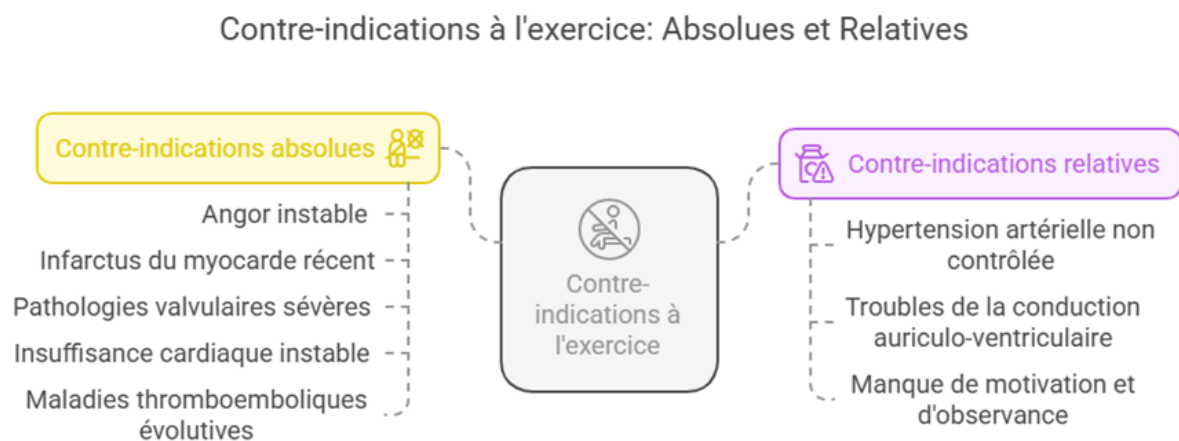 Contre-indications à l'exercice: Absolues et Relatives
Contre-indications absolues
Angor instable
Infarctus du myocarde récent
Pathologies valvulaires sévères
Insuffisance cardiaque instable
Maladies thromboemboliques
évolutives
Contre-
indications à
l'exercice
Contre-indications relatives
Hypertension artérielle non
contrôlée
Troubles de la conduction
auriculo-ventriculaire
Manque de motivation et
d'observance